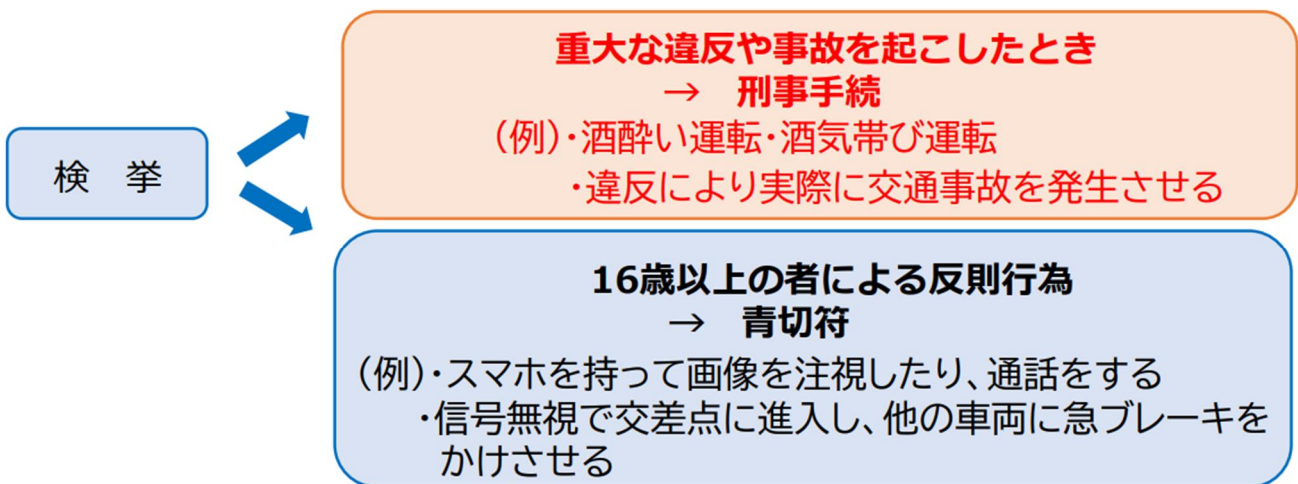 検　挙
重大な違反や事故を起こしたとき
→　刑事手続
（例）・酒酔い運転・酒気帯び運転
・違反により実際に交通事故を発生させる
16歳以上の者による反則行為
→　青切符
（例）・スマホを持って画像を注視したり、通話をする
・信号無視で交差点に進入し、他の車両に急ブレーキを
かけさせる